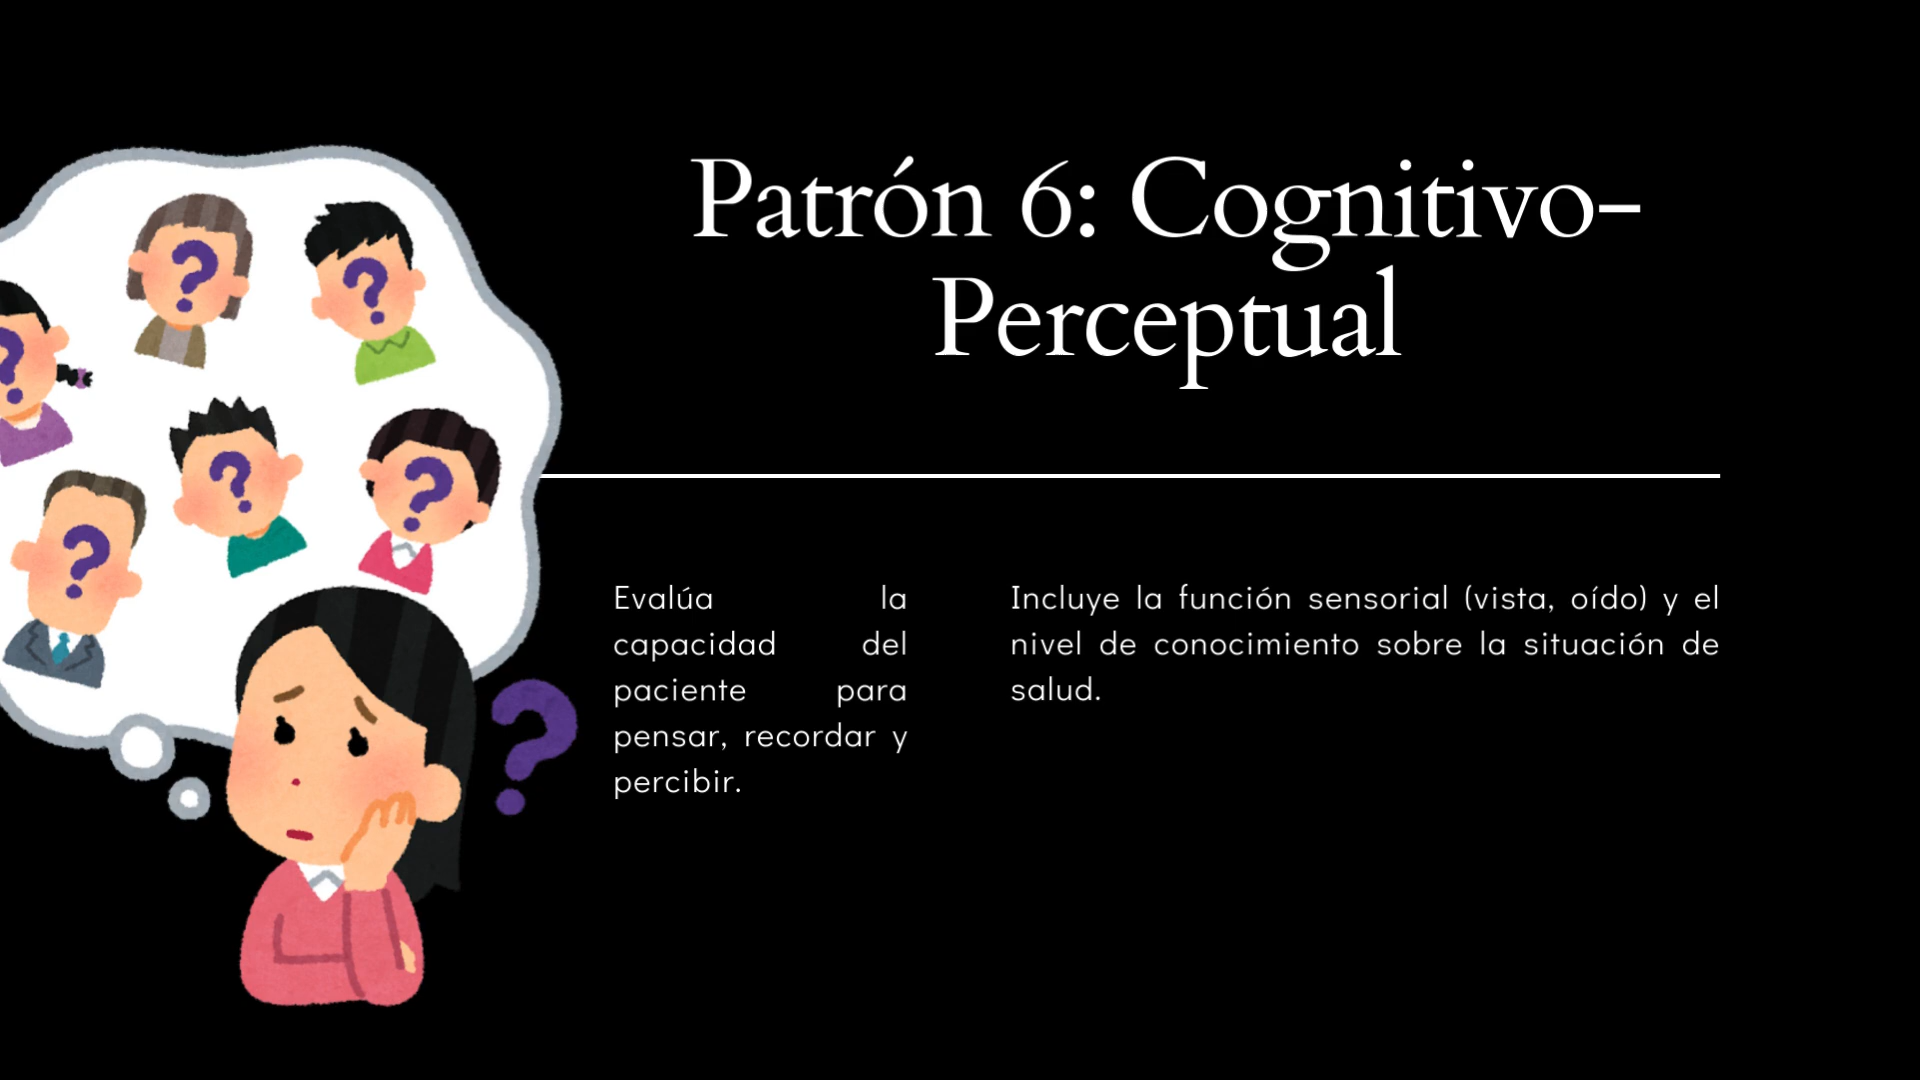 Patrón 6: Cognitivo-
Perceptual
Evalúa la
capacidad del
paciente para
pensar, recordar y
percibir.
Incluye la función sensorial (vista, oído) y el
nivel de conocimiento sobre la situación de
salud.